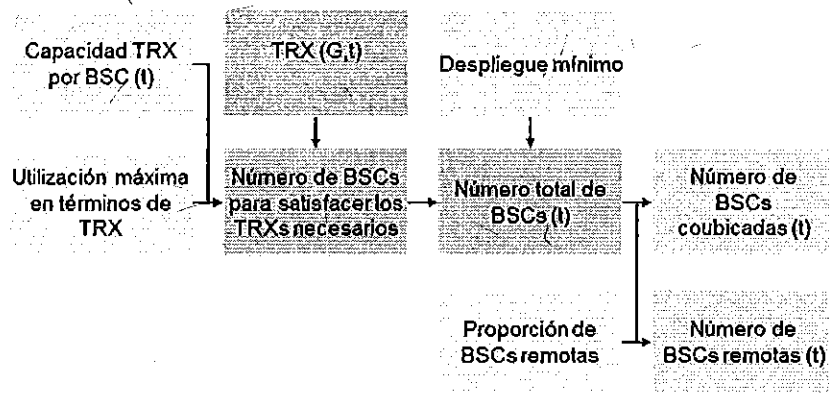 Capacidad TRX
por BSC (t)
TRX (G,t)
Despliegue mínimo
Utilización máxima
en términos de
TRX
Número de BSCs
para satisfacer los
TRXs necesarios
Número total de
BSCs (t)
Número de
BSCs
coubicadas (t)
Proporción de
BSCs remotas
Número de
BSCs remotas (t)